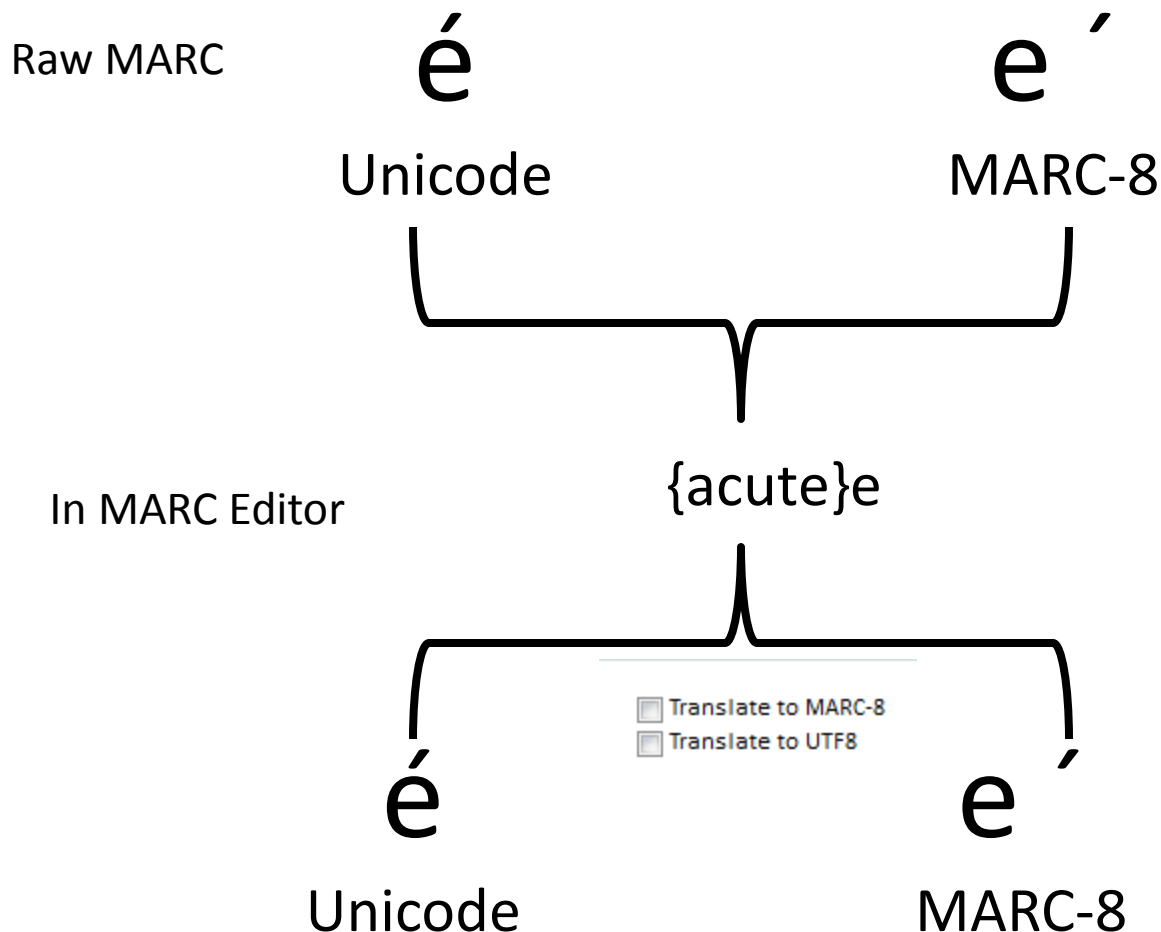 Raw MARC é e ´
Unicode MARC-8
{acute}e
In MARC Editor
Translate to MARC-8
Translate to UTF8
é e ´
Unicode MARC-8